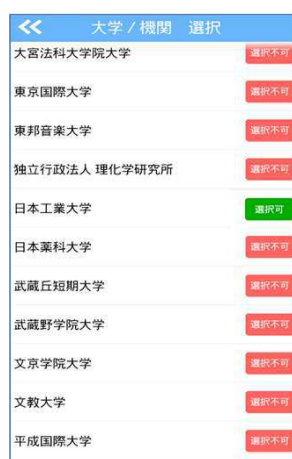 ≪ 大学/機関 選択
大宮法科大学院大学 選択不可
東京国際大学 選択不可
東邦音楽大学 選択不可
独立行政法人 理化学研究所 選択不可
日本工業大学 選択可
日本薬科大学 選択不可
武蔵丘短期大学 選択不可
武蔵野学院大学 選択不可
文京学院大学 選択不可
文教大学 選択不可
平成国際大学 選択不可